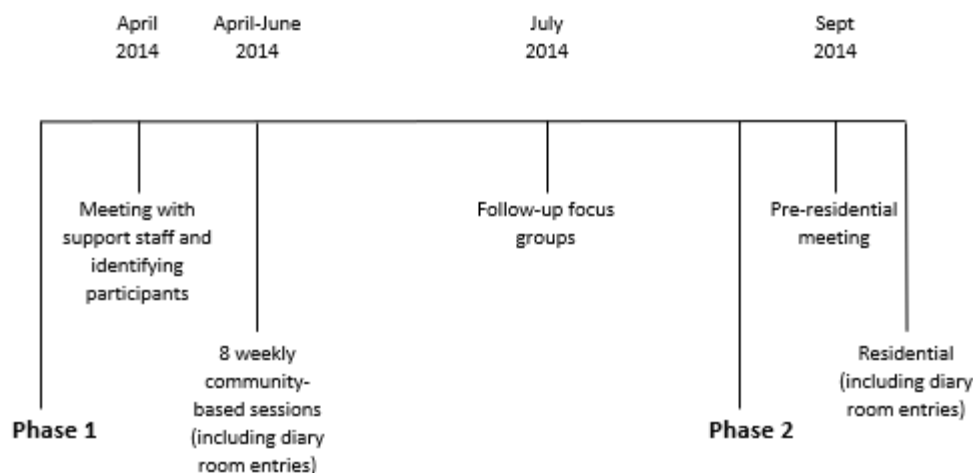 April
2014
April-June
2014
July
2014
Sept
2014
Meeting with
support staff and
identifying
participants
Follow-up focus
groups
Pre-residential
meeting
8 weekly
community-
based sessions
(including diary
room entries)
Residential
(including diary
room entries)
Phase 1
Phase 2